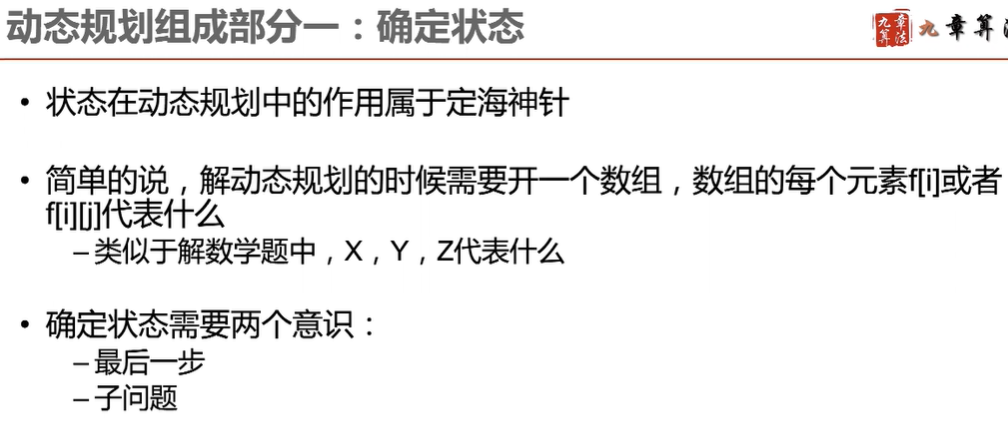 动态规划组成部分一：确定状态
九章算法 九章算
• 状态在动态规划中的作用属于定海神针
• 简单的说，解动态规划的时候需要开一个数组，数组的每个元素f[i]或者
f[i][j]代表什么
– 类似于解数学题中，X，Y，Z代表什么
• 确定状态需要两个意识：
– 最后一步
– 子问题